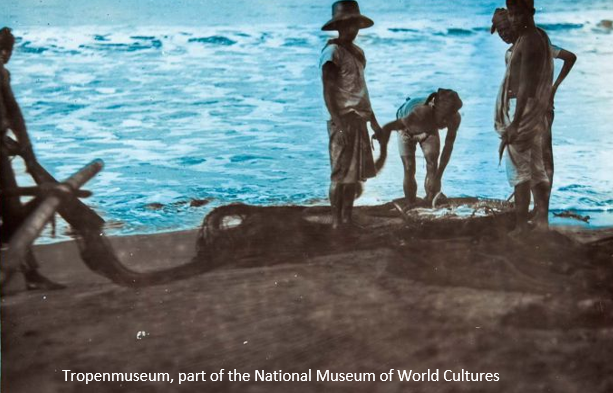 Tropenmuseum, part of the National Museum of World Cultures